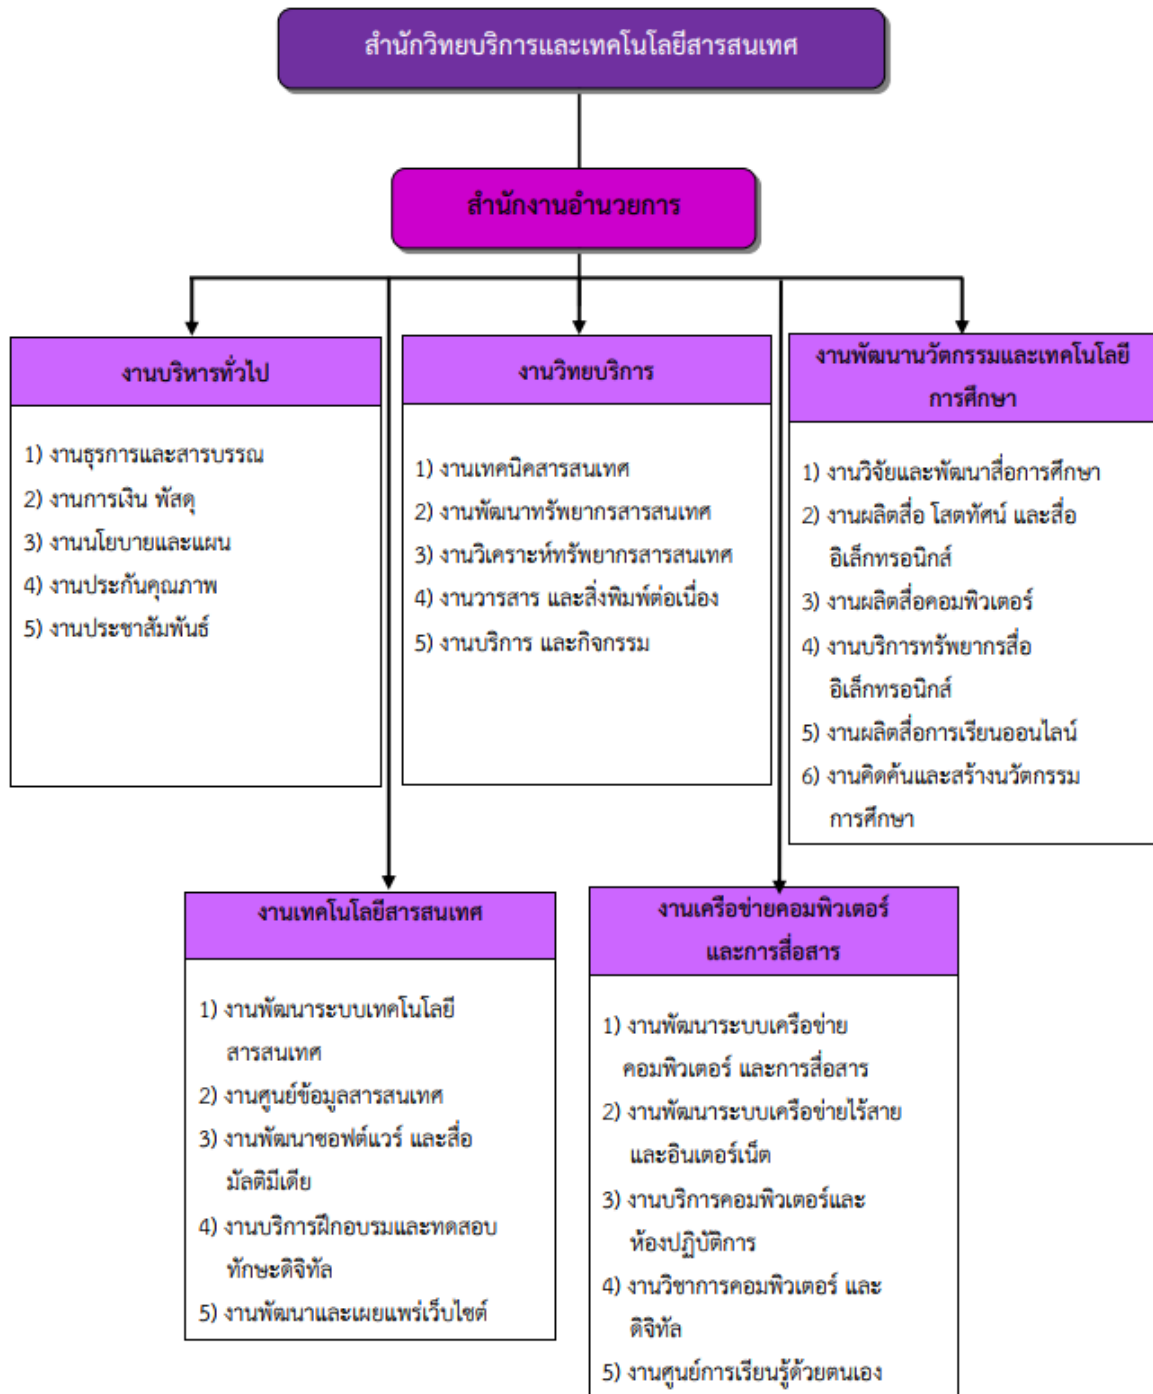 สำนักวิทยบริการและเทคโนโลยีสารสนเทศ
สำนักงานอำนวยการ
งานบริหารทั่วไป
1) งานธุรการและสารบรรณ
2) งานการเงิน พัสดุ
3) งานนโยบายและแผน
4) งานประกันคุณภาพ
5) งานประชาสัมพันธ์
งานวิทยบริการ
1) งานเทคนิคสารสนเทศ
2) งานพัฒนาทรัพยากรสารสนเทศ
3) งานวิเคราะห์ทรัพยากรสารสนเทศ
4) งานวารสาร และสิ่งพิมพ์ต่อเนื่อง
5) งานบริการ และกิจกรรม
งานพัฒนานวัตกรรมและเทคโนโลยี
การศึกษา
1) งานวิจัยและพัฒนาสื่อการศึกษา
2) งานผลิตสื่อ โสตทัศน์ และสื่อ
อิเล็กทรอนิกส์
3) งานผลิตสื่อคอมพิวเตอร์
4) งานบริการทรัพยากรสื่อ
อิเล็กทรอนิกส์
5) งานผลิตสื่อการเรียนออนไลน์
6) งานคิดค้นและสร้างนวัตกรรม
การศึกษา
งานเทคโนโลยีสารสนเทศ
1) งานพัฒนาระบบเทคโนโลยี
สารสนเทศ
2) งานศูนย์ข้อมูลสารสนเทศ
3) งานพัฒนาซอฟต์แวร์ และสื่อ
มัลติมีเดีย
4) งานบริการฝึกอบรมและทดสอบ
ทักษะดิจิทัล
5) งานพัฒนาและเผยแพร่เว็บไซต์
งานเครือข่ายคอมพิวเตอร์
และการสื่อสาร
1) งานพัฒนาระบบเครือข่าย
คอมพิวเตอร์ และการสื่อสาร
2) งานพัฒนาระบบเครือข่ายไร้สาย
และอินเตอร์เน็ต
3) งานบริการคอมพิวเตอร์และ
ห้องปฏิบัติการ
4) งานวิชาการคอมพิวเตอร์ และ
ดิจิทัล
5) งานศูนย์การเรียนรู้ด้วยตนเอง